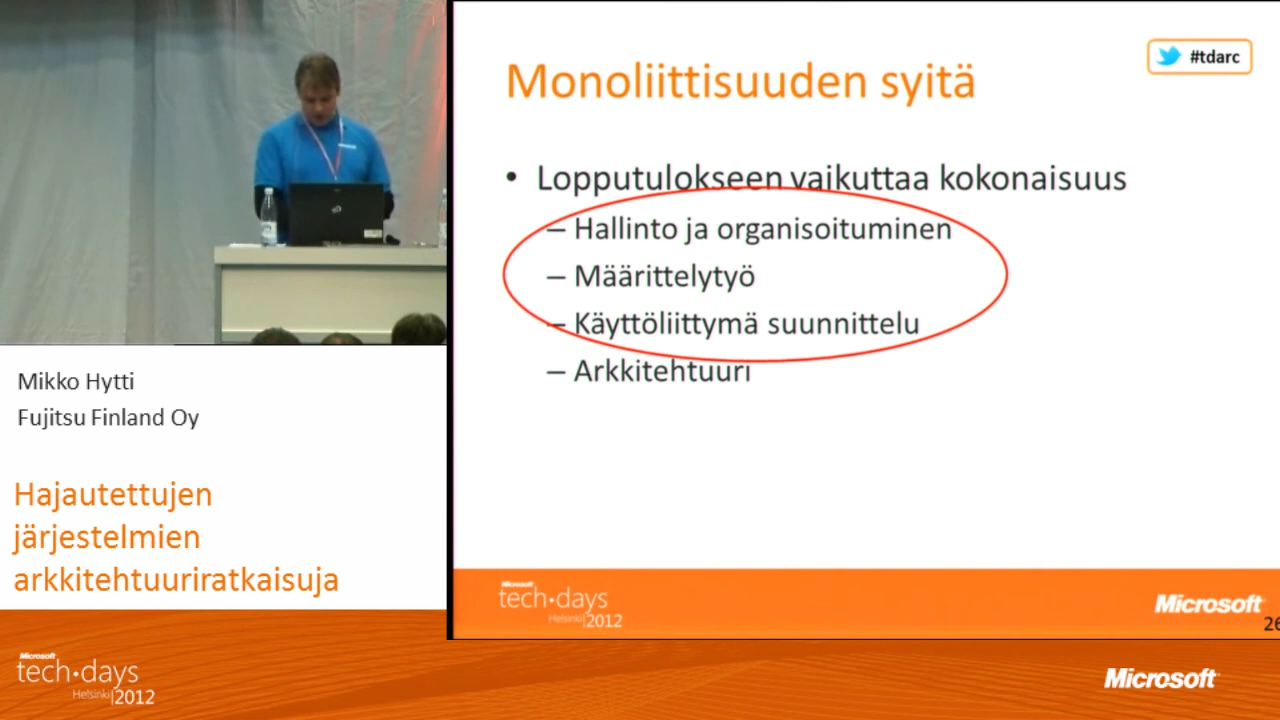 Monoliittisuuden syitä
#tdarc
• Lopputulokseen vaikuttaa kokonaisuus
– Hallinto ja organisoituminen
– Määrittelytyö
– Käyttöliittymä suunnittelu
– Arkkitehtuuri
Microsoft
tech·days
Helsinki|2012
Microsoft
26
Mikko Hytti
Fujitsu Finland Oy
Hajautettujen
järjestelmien
arkkitehtuuriratkaisuja
Microsoft
tech·days
Helsinki|2012
Microsoft